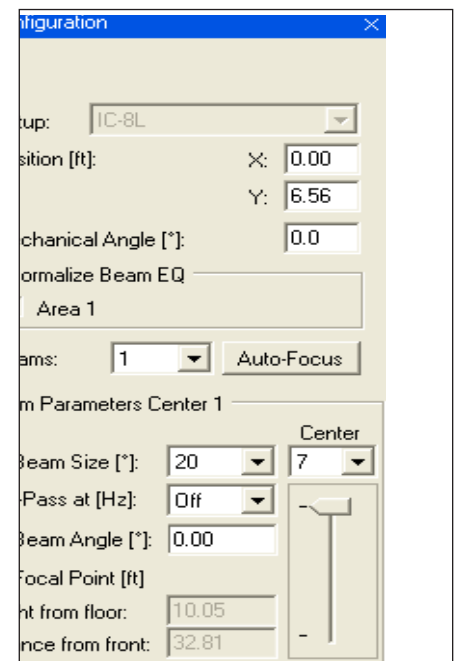 nfiguration
tup: IC-8L
sition [ft]: X: 0.00
Y: 6.56
chanical Angle [°]: 0.0
ormalize Beam EQ
Area 1
ams: 1 Auto-Focus
m Parameters Center 1
Center
Beam Size [°]: 20 7
-Pass at [Hz]: Off
Beam Angle [°]: 0.00
Focal Point [ft]
ht from floor: 10.05
nce from front: 32.81